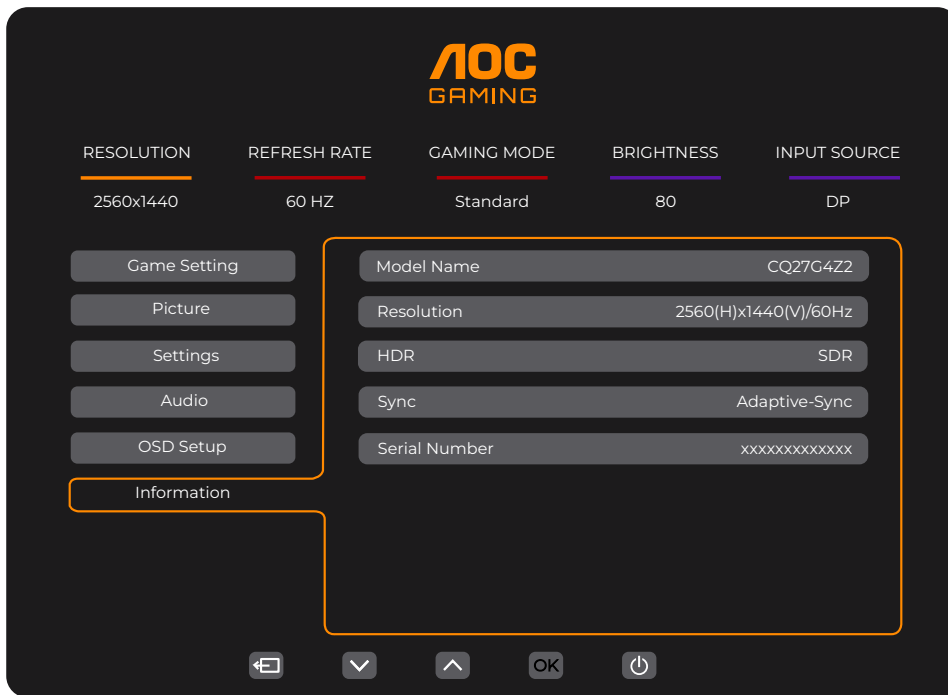 AOC
GAMING
RESOLUTION REFRESH RATE GAMING MODE BRIGHTNESS INPUT SOURCE
2560x1440 60 HZ Standard 80 DP
Game Setting
Picture
Settings
Audio
OSD Setup
Information
Model Name CQ27G4Z2
Resolution 2560(H)x1440(V)/60Hz
HDR SDR
Sync Adaptive-Sync
Serial Number xxxxxxxxxxxxx
OK